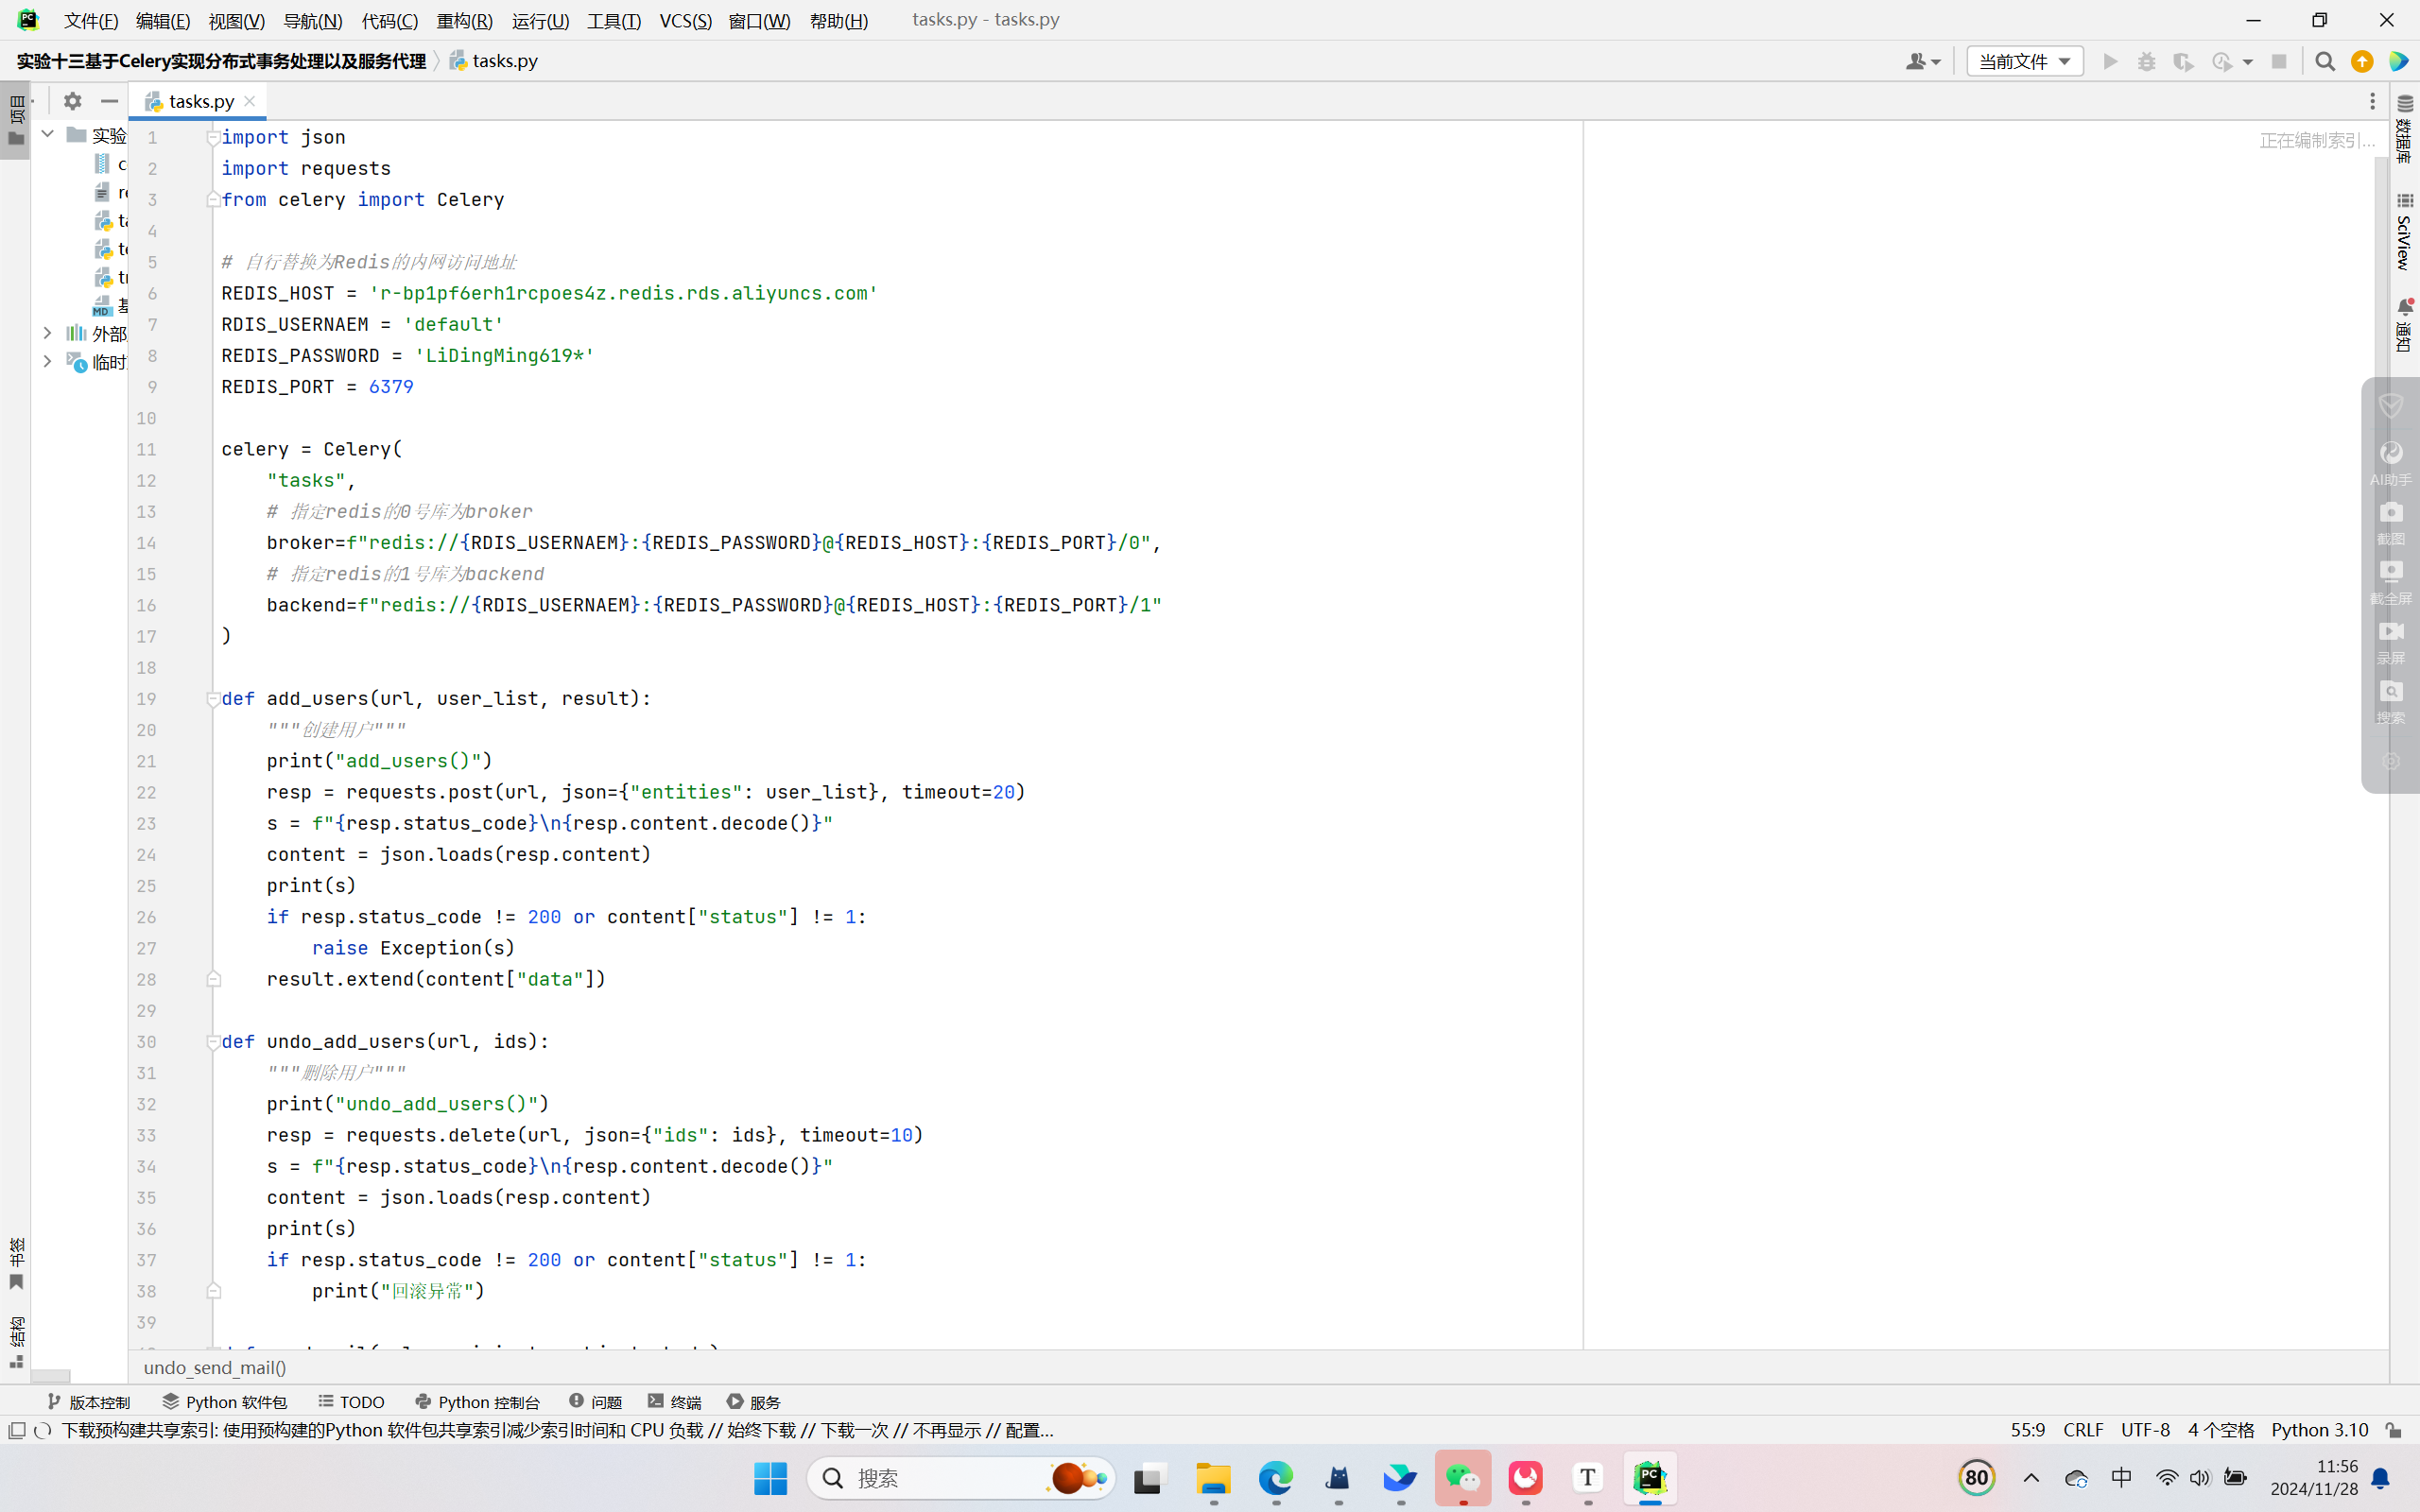 文件(F) 编辑(E) 视图(V) 导航(N) 代码(C) 重构(R) 运行(U) 工具(T) VCS(S) 窗口(W) 帮助(H) tasks.py - tasks.py
实验十三基于Celery实现分布式事务处理以及服务代理 tasks.py 当前文件
项目
tasks.py
实验
外部
临时
正在编制索引...
1 import json
2 import requests
3 from celery import Celery
4
5 # 自行替换为Redis的内网访问地址
6 REDIS_HOST = 'r-bp1pf6erh1rcpoes4z.redis.rds.aliyuncs.com'
7 RDIS_USERNAEM = 'default'
8 REDIS_PASSWORD = 'LiDingMing619*'
9 REDIS_PORT = 6379
10
11 celery = Celery(
12 "tasks",
13 # 指定redis的0号库为broker
14 broker=f"redis://{RDIS_USERNAEM}:{REDIS_PASSWORD}@{REDIS_HOST}:{REDIS_PORT}/0",
15 # 指定redis的1号库为backend
16 backend=f"redis://{RDIS_USERNAEM}:{REDIS_PASSWORD}@{REDIS_HOST}:{REDIS_PORT}/1"
17 )
18
19 def add_users(url, user_list, result):
20 """创建用户"""
21 print("add_users()")
22 resp = requests.post(url, json={"entities": user_list}, timeout=20)
23 s = f"{resp.status_code}\n{resp.content.decode()}"
24 content = json.loads(resp.content)
25 print(s)
26 if resp.status_code != 200 or content["status"] != 1:
27 raise Exception(s)
28 result.extend(content["data"])
29
30 def undo_add_users(url, ids):
31 """删除用户"""
32 print("undo_add_users()")
33 resp = requests.delete(url, json={"ids": ids}, timeout=10)
34 s = f"{resp.status_code}\n{resp.content.decode()}"
35 content = json.loads(resp.content)
36 print(s)
37 if resp.status_code != 200 or content["status"] != 1:
38 print("回滚异常")
39
undo_send_mail()
数据库
SciView
通知
AI助手
截图
截全屏
录屏
搜索
书签
结构
版本控制 Python 软件包 TODO Python 控制台 问题 终端 服务
下载预构建共享索引: 使用预构建的Python 软件包共享索引减少索引时间和 CPU 负载 // 始终下载 // 下载一次 // 不再显示 // 配置... 55:9 CRLF UTF-8 4 个空格 Python 3.10
搜索 80 中 11:56
2024/11/28